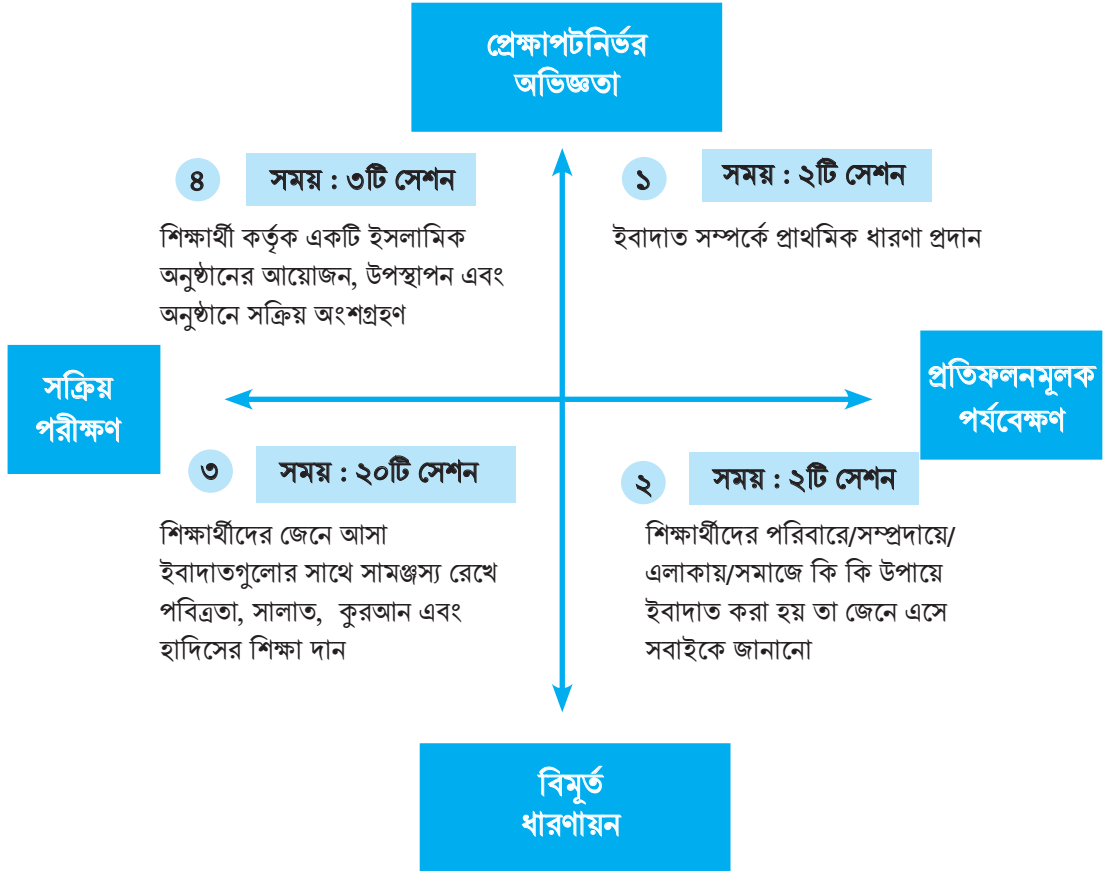 প্রেক্ষাপটনির্ভর
অভিজ্ঞতা
৪
সময় : ৩টি সেশন
শিক্ষার্থী কর্তৃক একটি ইসলামিক
অনুষ্ঠানের আয়োজন, উপস্থাপন এবং
অনুষ্ঠানে সক্রিয় অংশগ্রহণ
১
সময় : ২টি সেশন
ইবাদাত সম্পর্কে প্রাথমিক ধারণা প্রদান
সক্রিয়
পরীক্ষণ
প্রতিফলনমূলক
পর্যবেক্ষণ
৩
সময় : ২০টি সেশন
শিক্ষার্থীদের জেনে আসা
ইবাদাতগুলোর সাথে সামঞ্জস্য রেখে
পবিত্রতা, সালাত, কুরআন এবং
হাদিসের শিক্ষা দান
২
সময় : ২টি সেশন
শিক্ষার্থীদের পরিবারে/সম্প্রদায়ে/
এলাকায়/সমাজে কি কি উপায়ে
ইবাদাত করা হয় তা জেনে এসে
সবাইকে জানানো
বিমূর্ত
ধারণায়ন